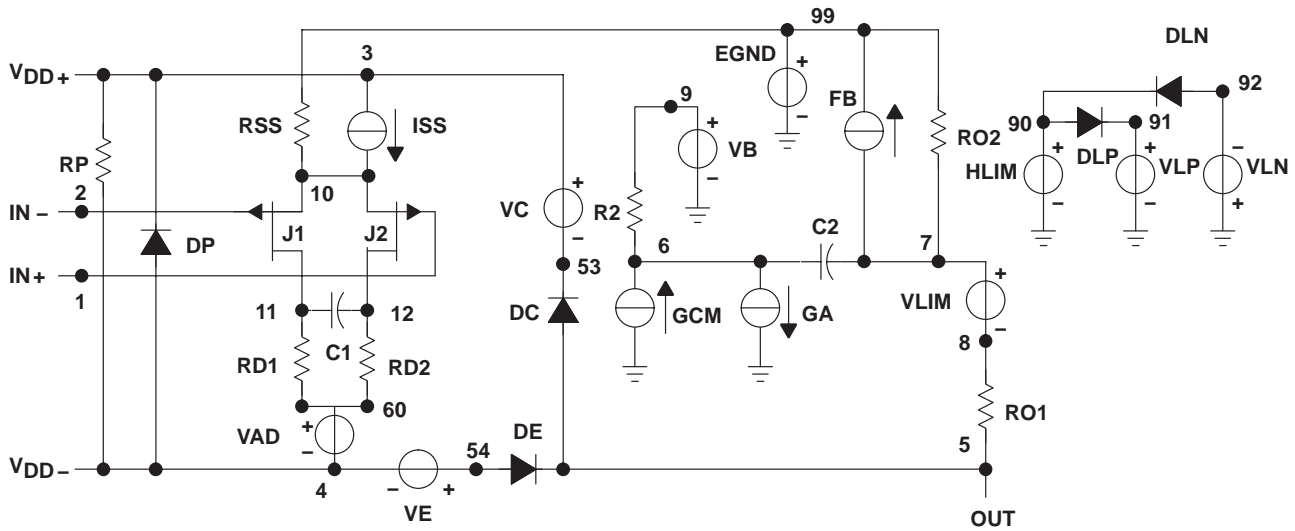 99
3
EGND
+
−
FB
DLN
92
VDD+
RSS
ISS
9
+
VB
−
RO2
90
91
DLP
HLIM
+
−
+
VLP
−
−
VLN
+
RP
2
10
IN −
J1
J2
VC
+
−
R2
C2
DP
6
7
IN+
1
53
GCM
GA
VLIM
+
−
11
12
C1
DC
8
RD1
RD2
60
RO1
VAD
+
−
54
DE
5
VDD−
4
−
+
VE
OUT